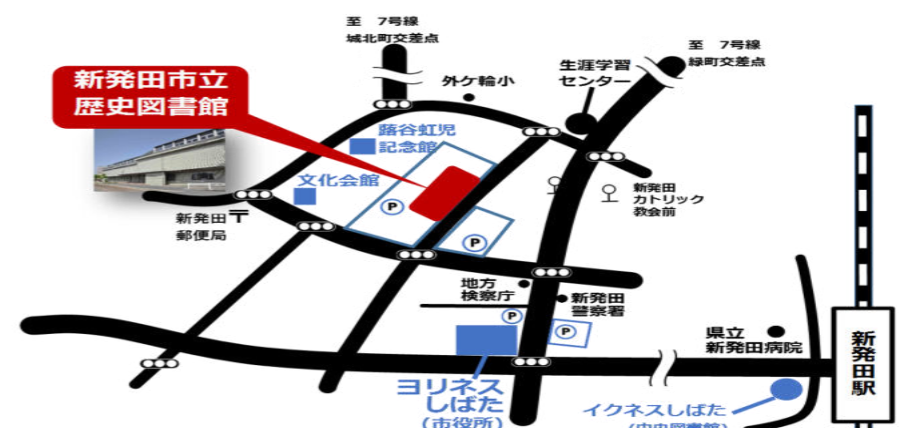 至 7号線
城北町交差点
至 7号線
緑町交差点
新発田市立
歴史図書館
外ケ輪小
生涯学習
センター
蕗谷虹児
記念館
文化会館
P
新発田
カトリック
教会前
新発田〒
郵便局
P
地方
検察庁
新発田
警察署
P
P
県立
新発田病院
新発田駅
ヨリネス
しばた
(市役所)
イクネスしばた
(中央図書館)